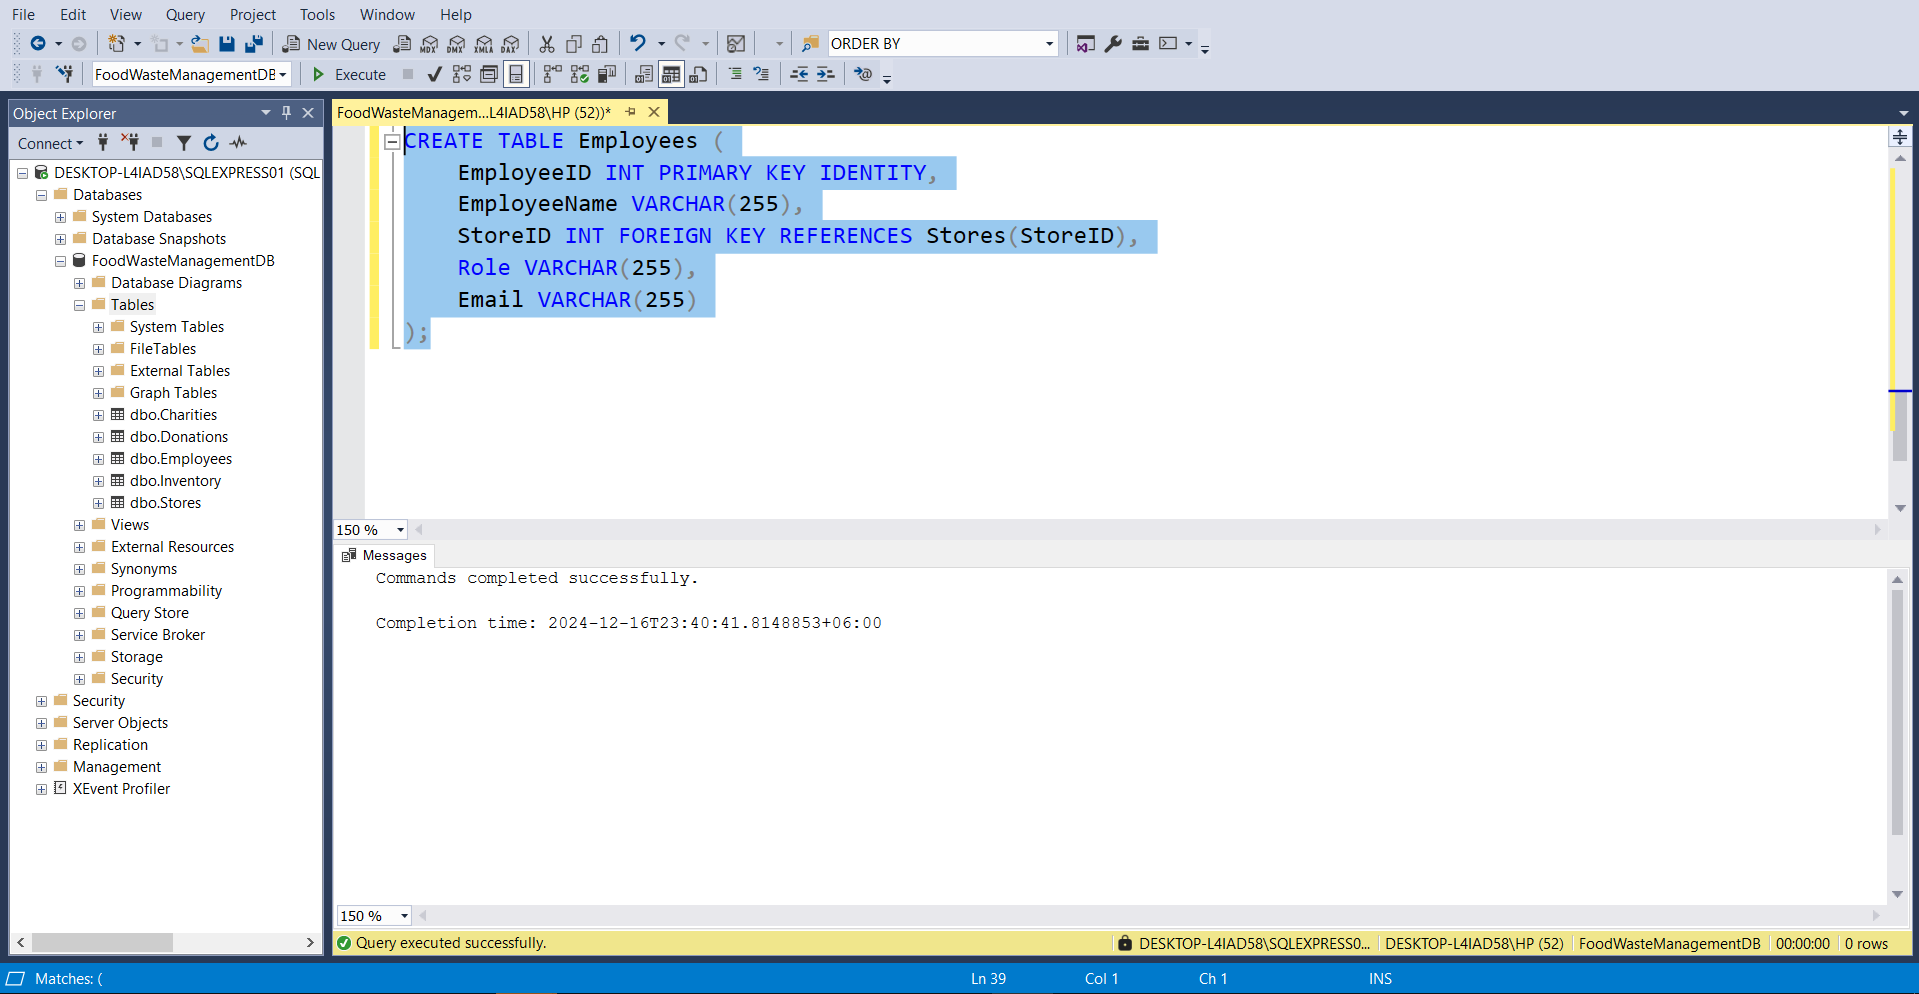 File Edit View Query Project Tools Window Help
New Query MDX DMX XMLA DAX ORDER BY
FoodWasteManagementDB Execute
Object Explorer
Connect
DESKTOP-L4IAD58\SQLEXPRESS01 (SQL
Databases
System Databases
Database Snapshots
FoodWasteManagementDB
Database Diagrams
Tables
System Tables
FileTables
External Tables
Graph Tables
dbo.Charities
dbo.Donations
dbo.Employees
dbo.Inventory
dbo.Stores
Views
External Resources
Synonyms
Programmability
Query Store
Service Broker
Storage
Security
Security
Server Objects
Replication
Management
XEvent Profiler
FoodWasteManagem...L4IAD58\HP (52))*
CREATE TABLE Employees (
EmployeeID INT PRIMARY KEY IDENTITY,
EmployeeName VARCHAR(255),
StoreID INT FOREIGN KEY REFERENCES Stores(StoreID),
Role VARCHAR(255),
Email VARCHAR(255)
);
150 %
Messages
Commands completed successfully.
Completion time: 2024-12-16T23:40:41.8148853+06:00
150 %
Query executed successfully. DESKTOP-L4IAD58\SQLEXPRESS0... DESKTOP-L4IAD58\HP (52) FoodWasteManagementDB 00:00:00 0 rows
Matches: ( Ln 39 Col 1 Ch 1 INS